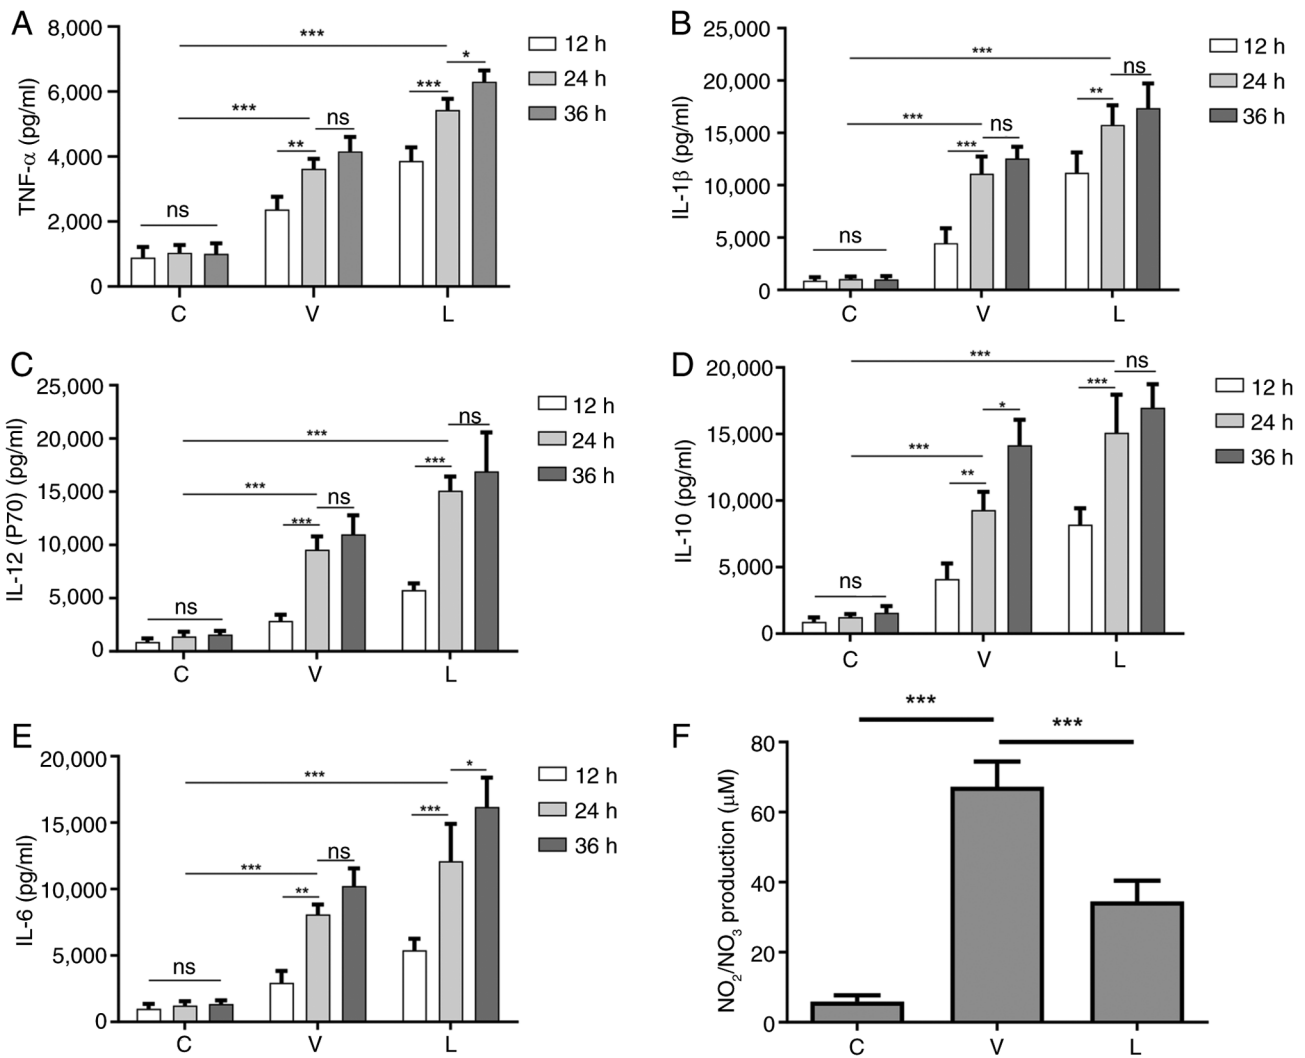 A
TNF-α (pg/ml)
8,000
6,000
4,000
2,000
0
ns
**
ns
***
***
***
*
C V L
12 h
24 h
36 h
B
IL-1β (pg/ml)
25,000
20,000
15,000
10,000
5,000
0
ns
***
ns
***
***
**
ns
C V L
12 h
24 h
36 h
C
IL-12 (P70) (pg/ml)
25,000
20,000
15,000
10,000
5,000
0
ns
***
ns
***
***
***
ns
C V L
12 h
24 h
36 h
D
IL-10 (pg/ml)
20,000
15,000
10,000
5,000
0
ns
**
*
***
***
***
ns
C V L
12 h
24 h
36 h
E
IL-6 (pg/ml)
20,000
15,000
10,000
5,000
0
ns
**
ns
***
***
***
*
C V L
12 h
24 h
36 h
F
NO₂/NO₃ production (μM)
80
60
40
20
0
***
***
C V L